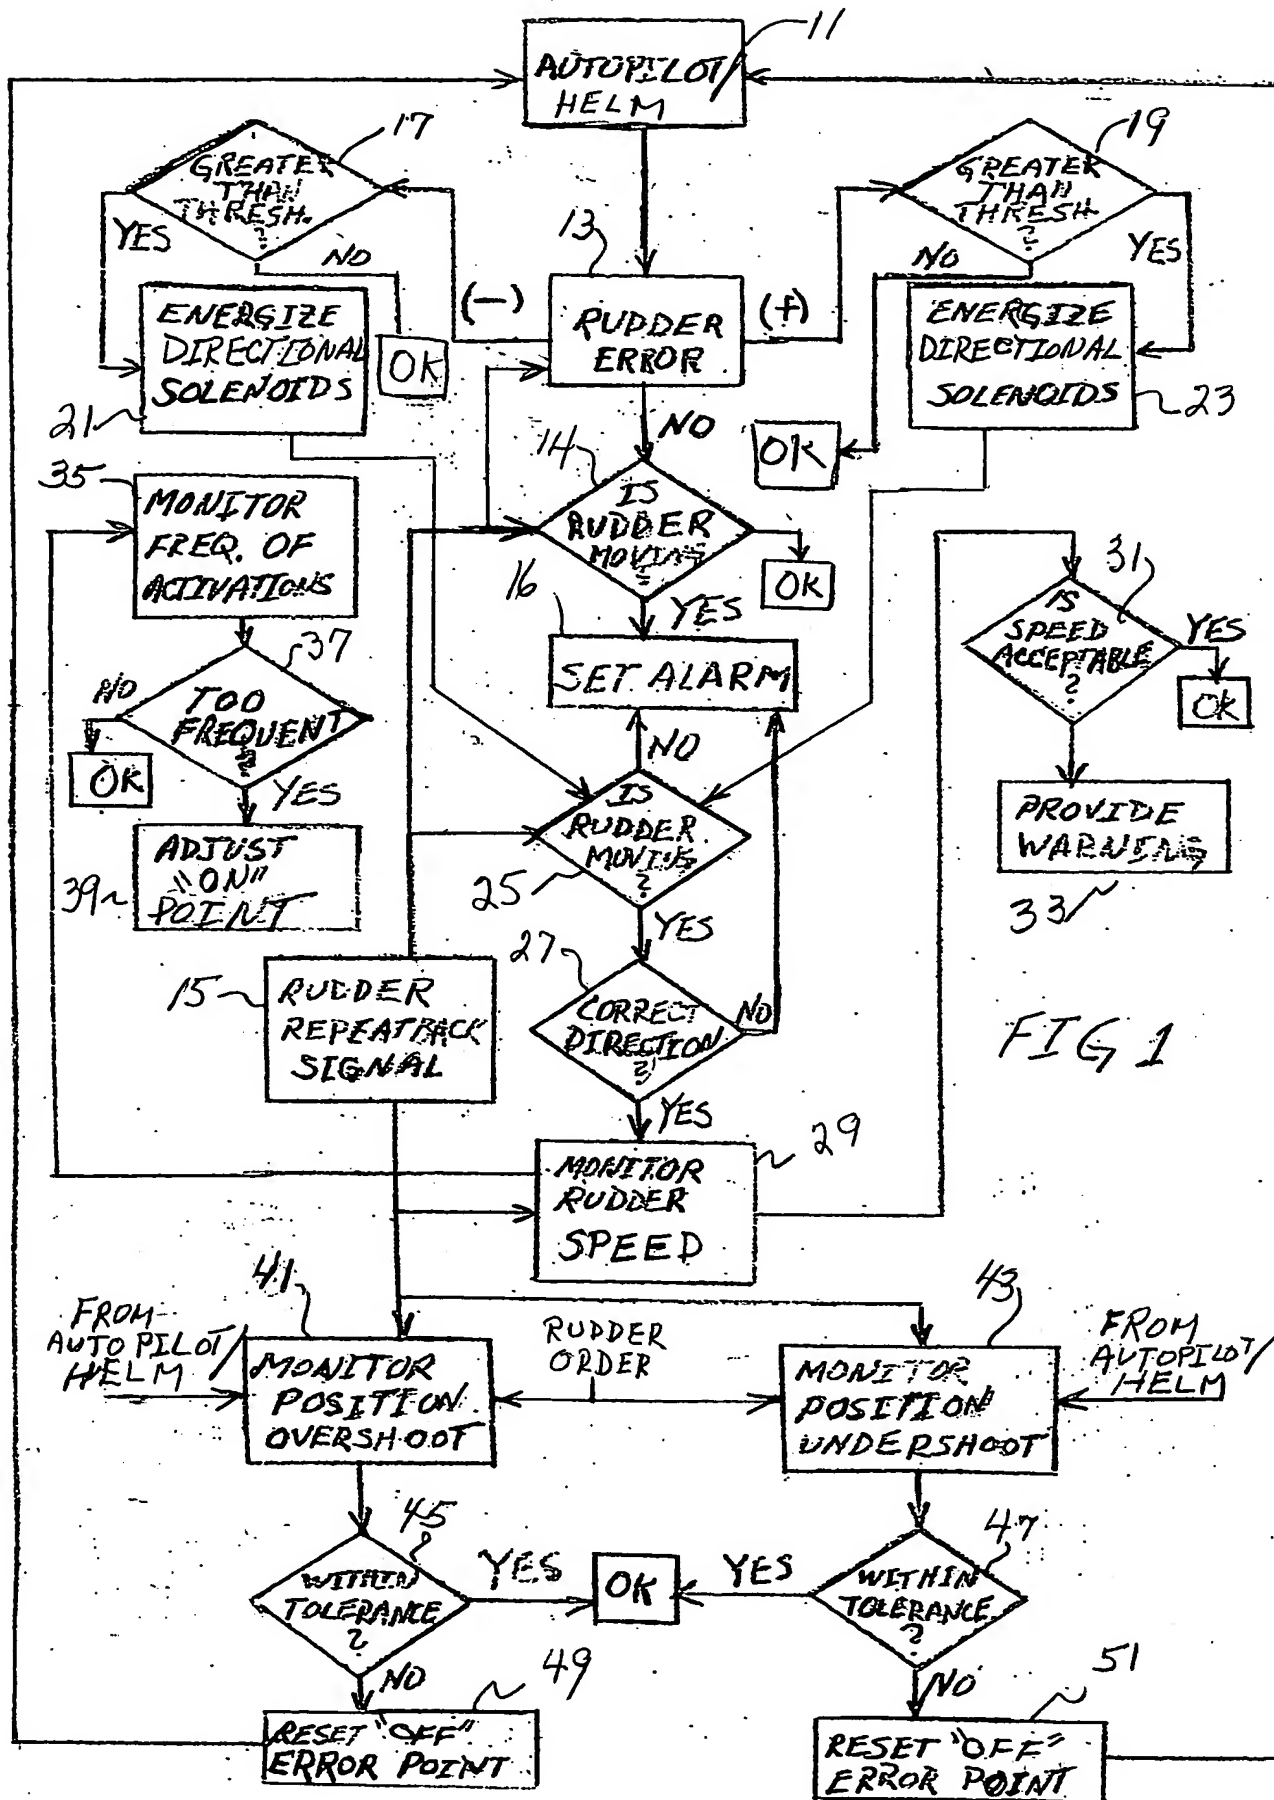 11
AUTOPILOT/
HELM
17
GREATER
THAN
THRESH.
?
YES
NO
19
GREATER
THAN
THRESH.
?
NO
YES
13
(-)
RUDDER
ERROR
(+)
ENERGIZE
DIRECTIONAL
SOLENOIDS
21
OK
ENERGIZE
DIRECTIONAL
SOLENOIDS
23
NO
OK
14
IS
RUDDER
MOVING
?
OK
YES
16
SET ALARM
35
MONITOR
FREQ. OF
ACTIVATIONS
37
NO
TOO
FREQUENT
?
OK
YES
ADJUST
"ON"
POINT
39
31
IS
SPEED
ACCEPTABLE
?
YES
OK
PROVIDE
WARNING
33
NO
IS
RUDDER
MOVING
?
25
YES
27
CORRECT
DIRECTION
?
NO
YES
15
RUDDER
REPEATBACK
SIGNAL
FIG 1
29
MONITOR
RUDDER
SPEED
41
FROM
AUTOPILOT/
HELM
MONITOR
POSITION
OVERSHOOT
RUDDER
ORDER
43
MONITOR
POSITION
UNDERSHOOT
FROM
AUTOPILOT/
HELM
45
WITHIN
TOLERANCE
?
YES
OK
YES
47
WITHIN
TOLERANCE
?
NO
49
RESET "OFF"
ERROR POINT
NO
51
RESET "OFF"
ERROR POINT